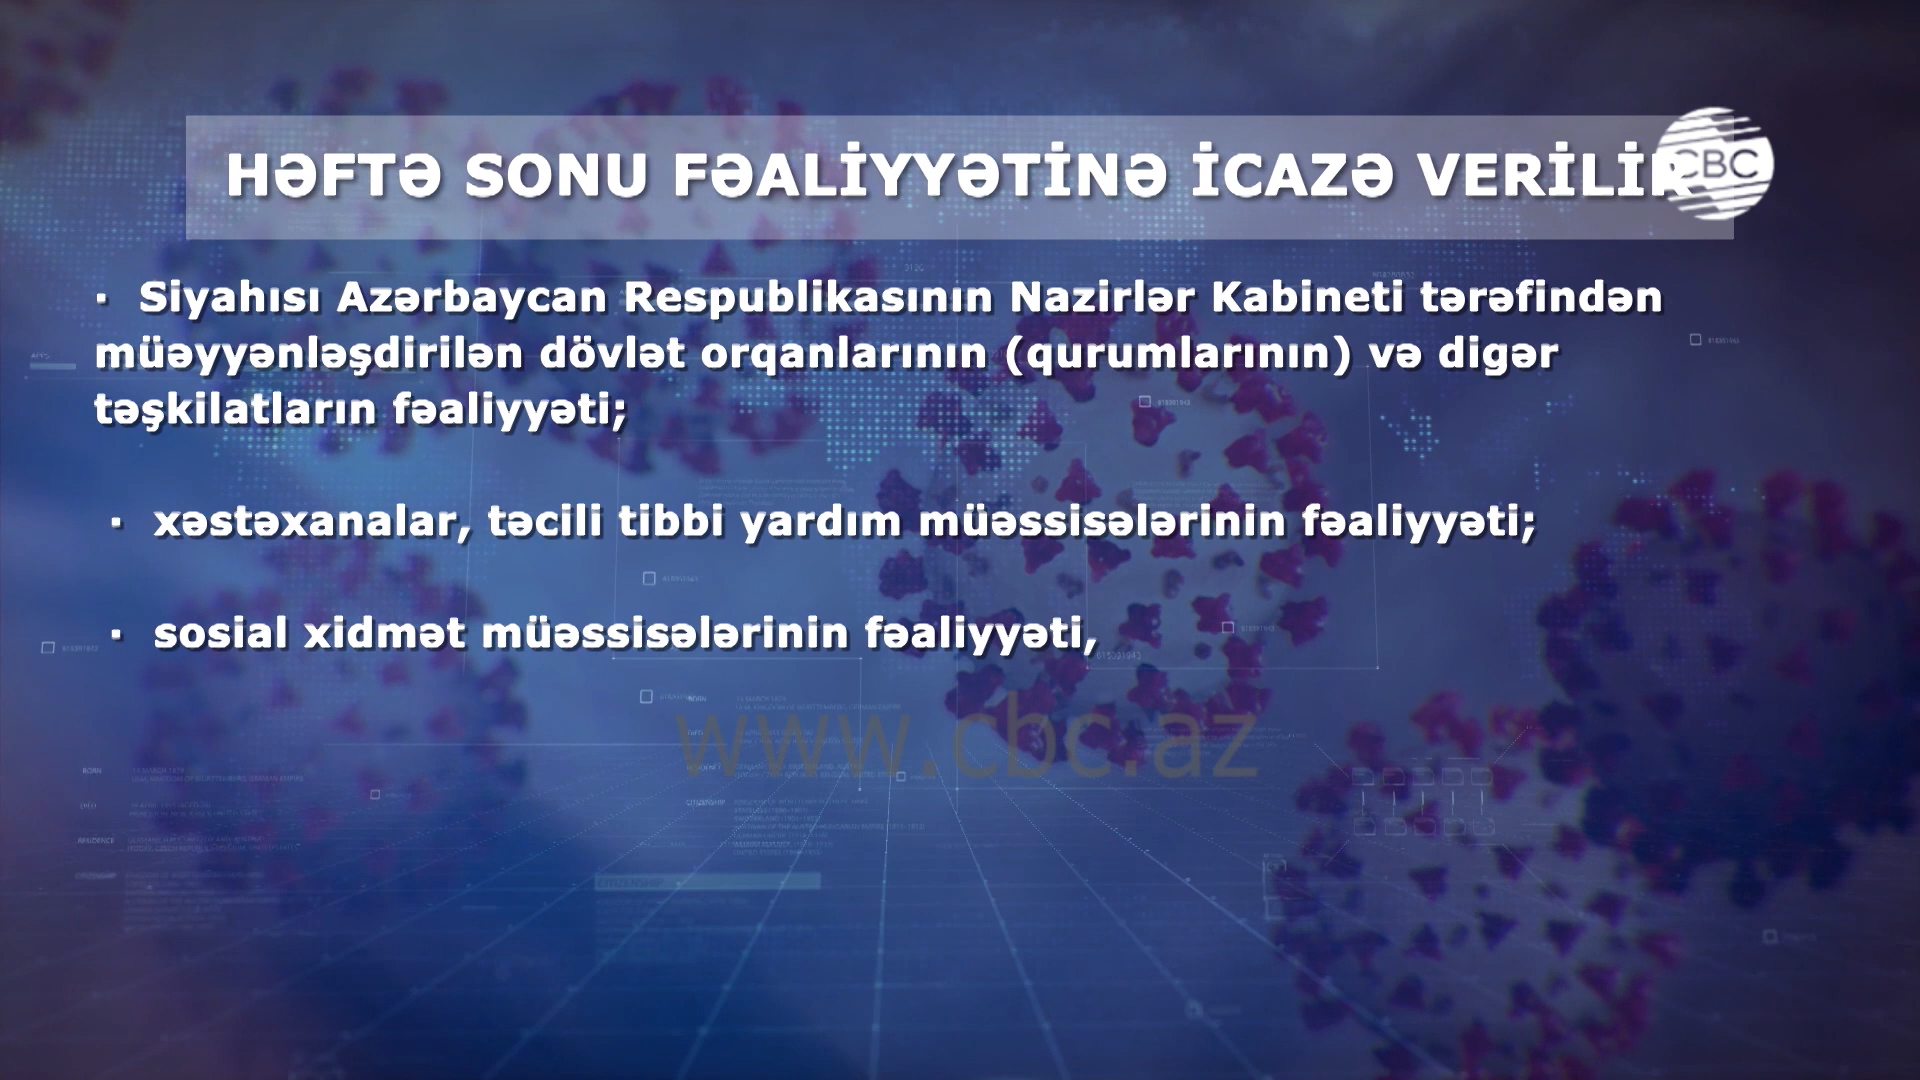 HƏFTƏ SONU FƏALİYYƏTİNƏ İCAZƏ VERİLİR
CBC
· Siyahısı Azərbaycan Respublikasının Nazirlər Kabineti tərəfindən
müəyyənləşdirilən dövlət orqanlarının (qurumlarının) və digər
təşkilatların fəaliyyəti;
· xəstəxanalar, təcili tibbi yardım müəssisələrinin fəaliyyəti;
· sosial xidmət müəssisələrinin fəaliyyəti,
www.cbc.az